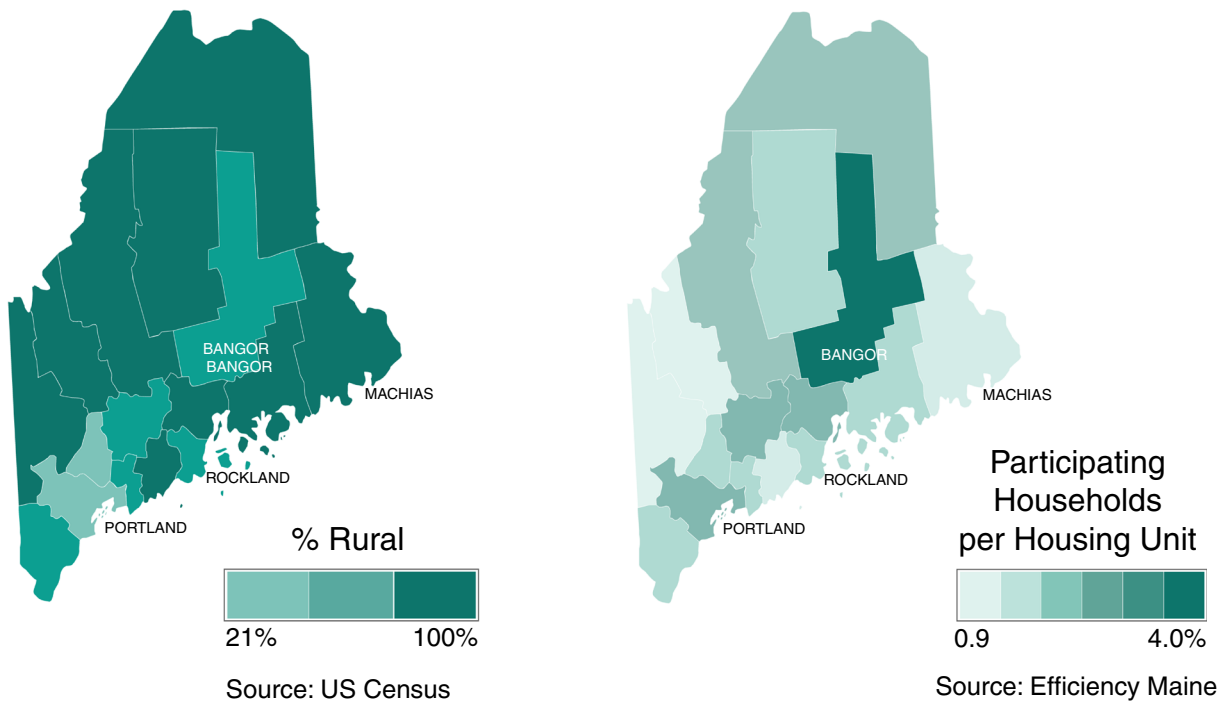 BANGOR
BANGOR
MACHIAS
ROCKLAND
PORTLAND
% Rural
21% 100%
Source: US Census
BANGOR
MACHIAS
ROCKLAND
PORTLAND
Participating
Households
per Housing Unit
0.9 4.0%
Source: Efficiency Maine